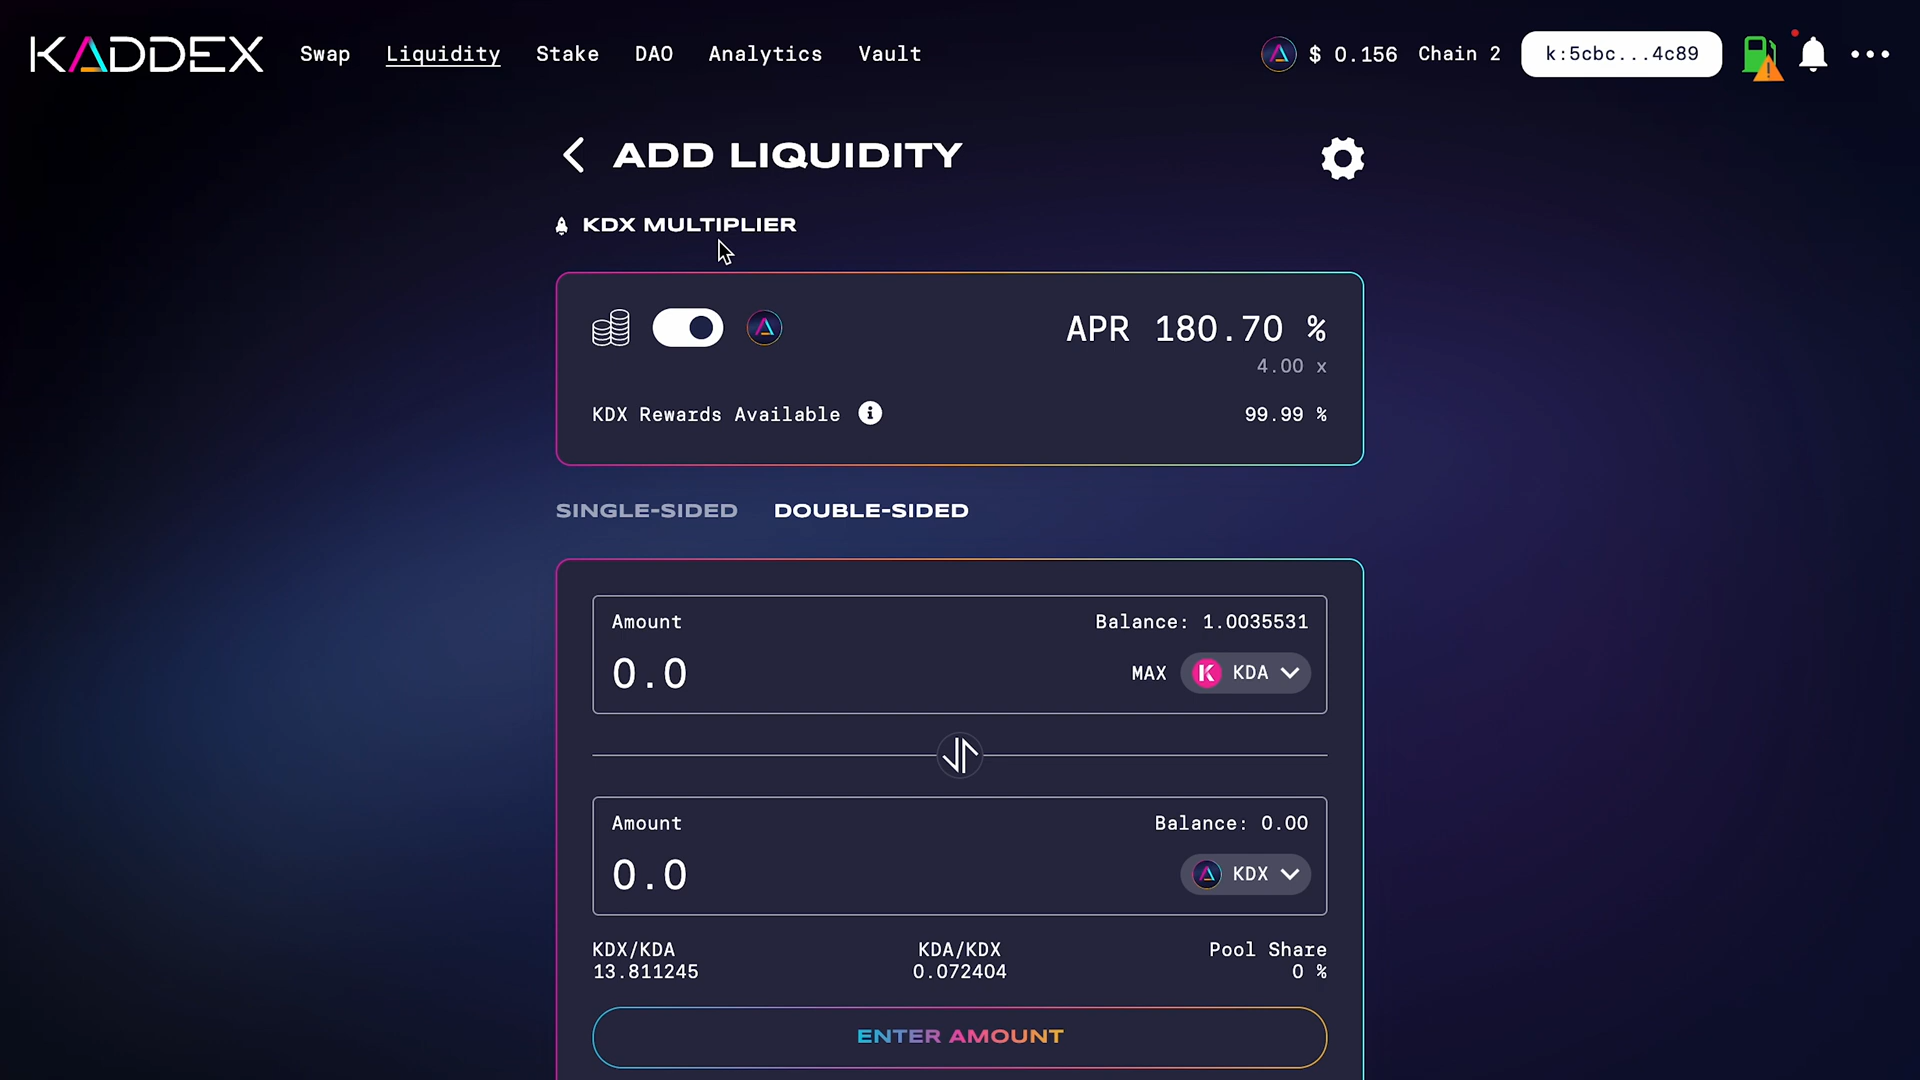 KADDEX Swap Liquidity Stake DAO Analytics Vault $ 0.156 Chain 2 k:5cbc...4c89
ADD LIQUIDITY
KDX MULTIPLIER
APR 180.70 %
4.00 x
KDX Rewards Available 99.99 %
SINGLE-SIDED DOUBLE-SIDED
Amount Balance: 1.0035531
0.0 MAX KDA
Amount Balance: 0.00
0.0 KDX
KDX/KDA KDA/KDX Pool Share
13.811245 0.072404 0 %
ENTER AMOUNT